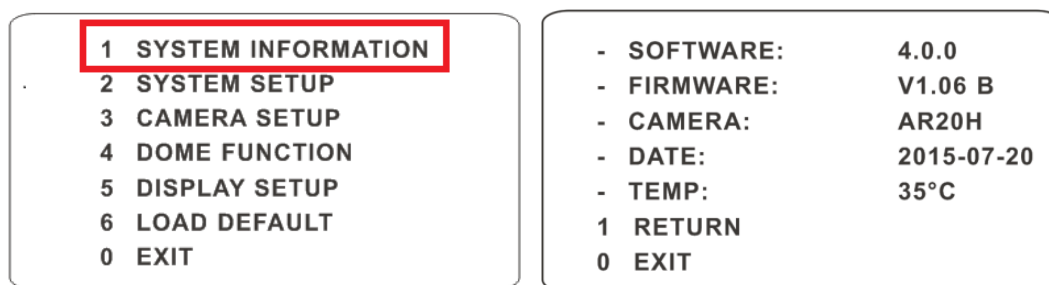 1 SYSTEM INFORMATION
2 SYSTEM SETUP
3 CAMERA SETUP
4 DOME FUNCTION
5 DISPLAY SETUP
6 LOAD DEFAULT
0 EXIT
- SOFTWARE: 4.0.0
- FIRMWARE: V1.06 B
- CAMERA: AR20H
- DATE: 2015-07-20
- TEMP: 35°C
1 RETURN
0 EXIT